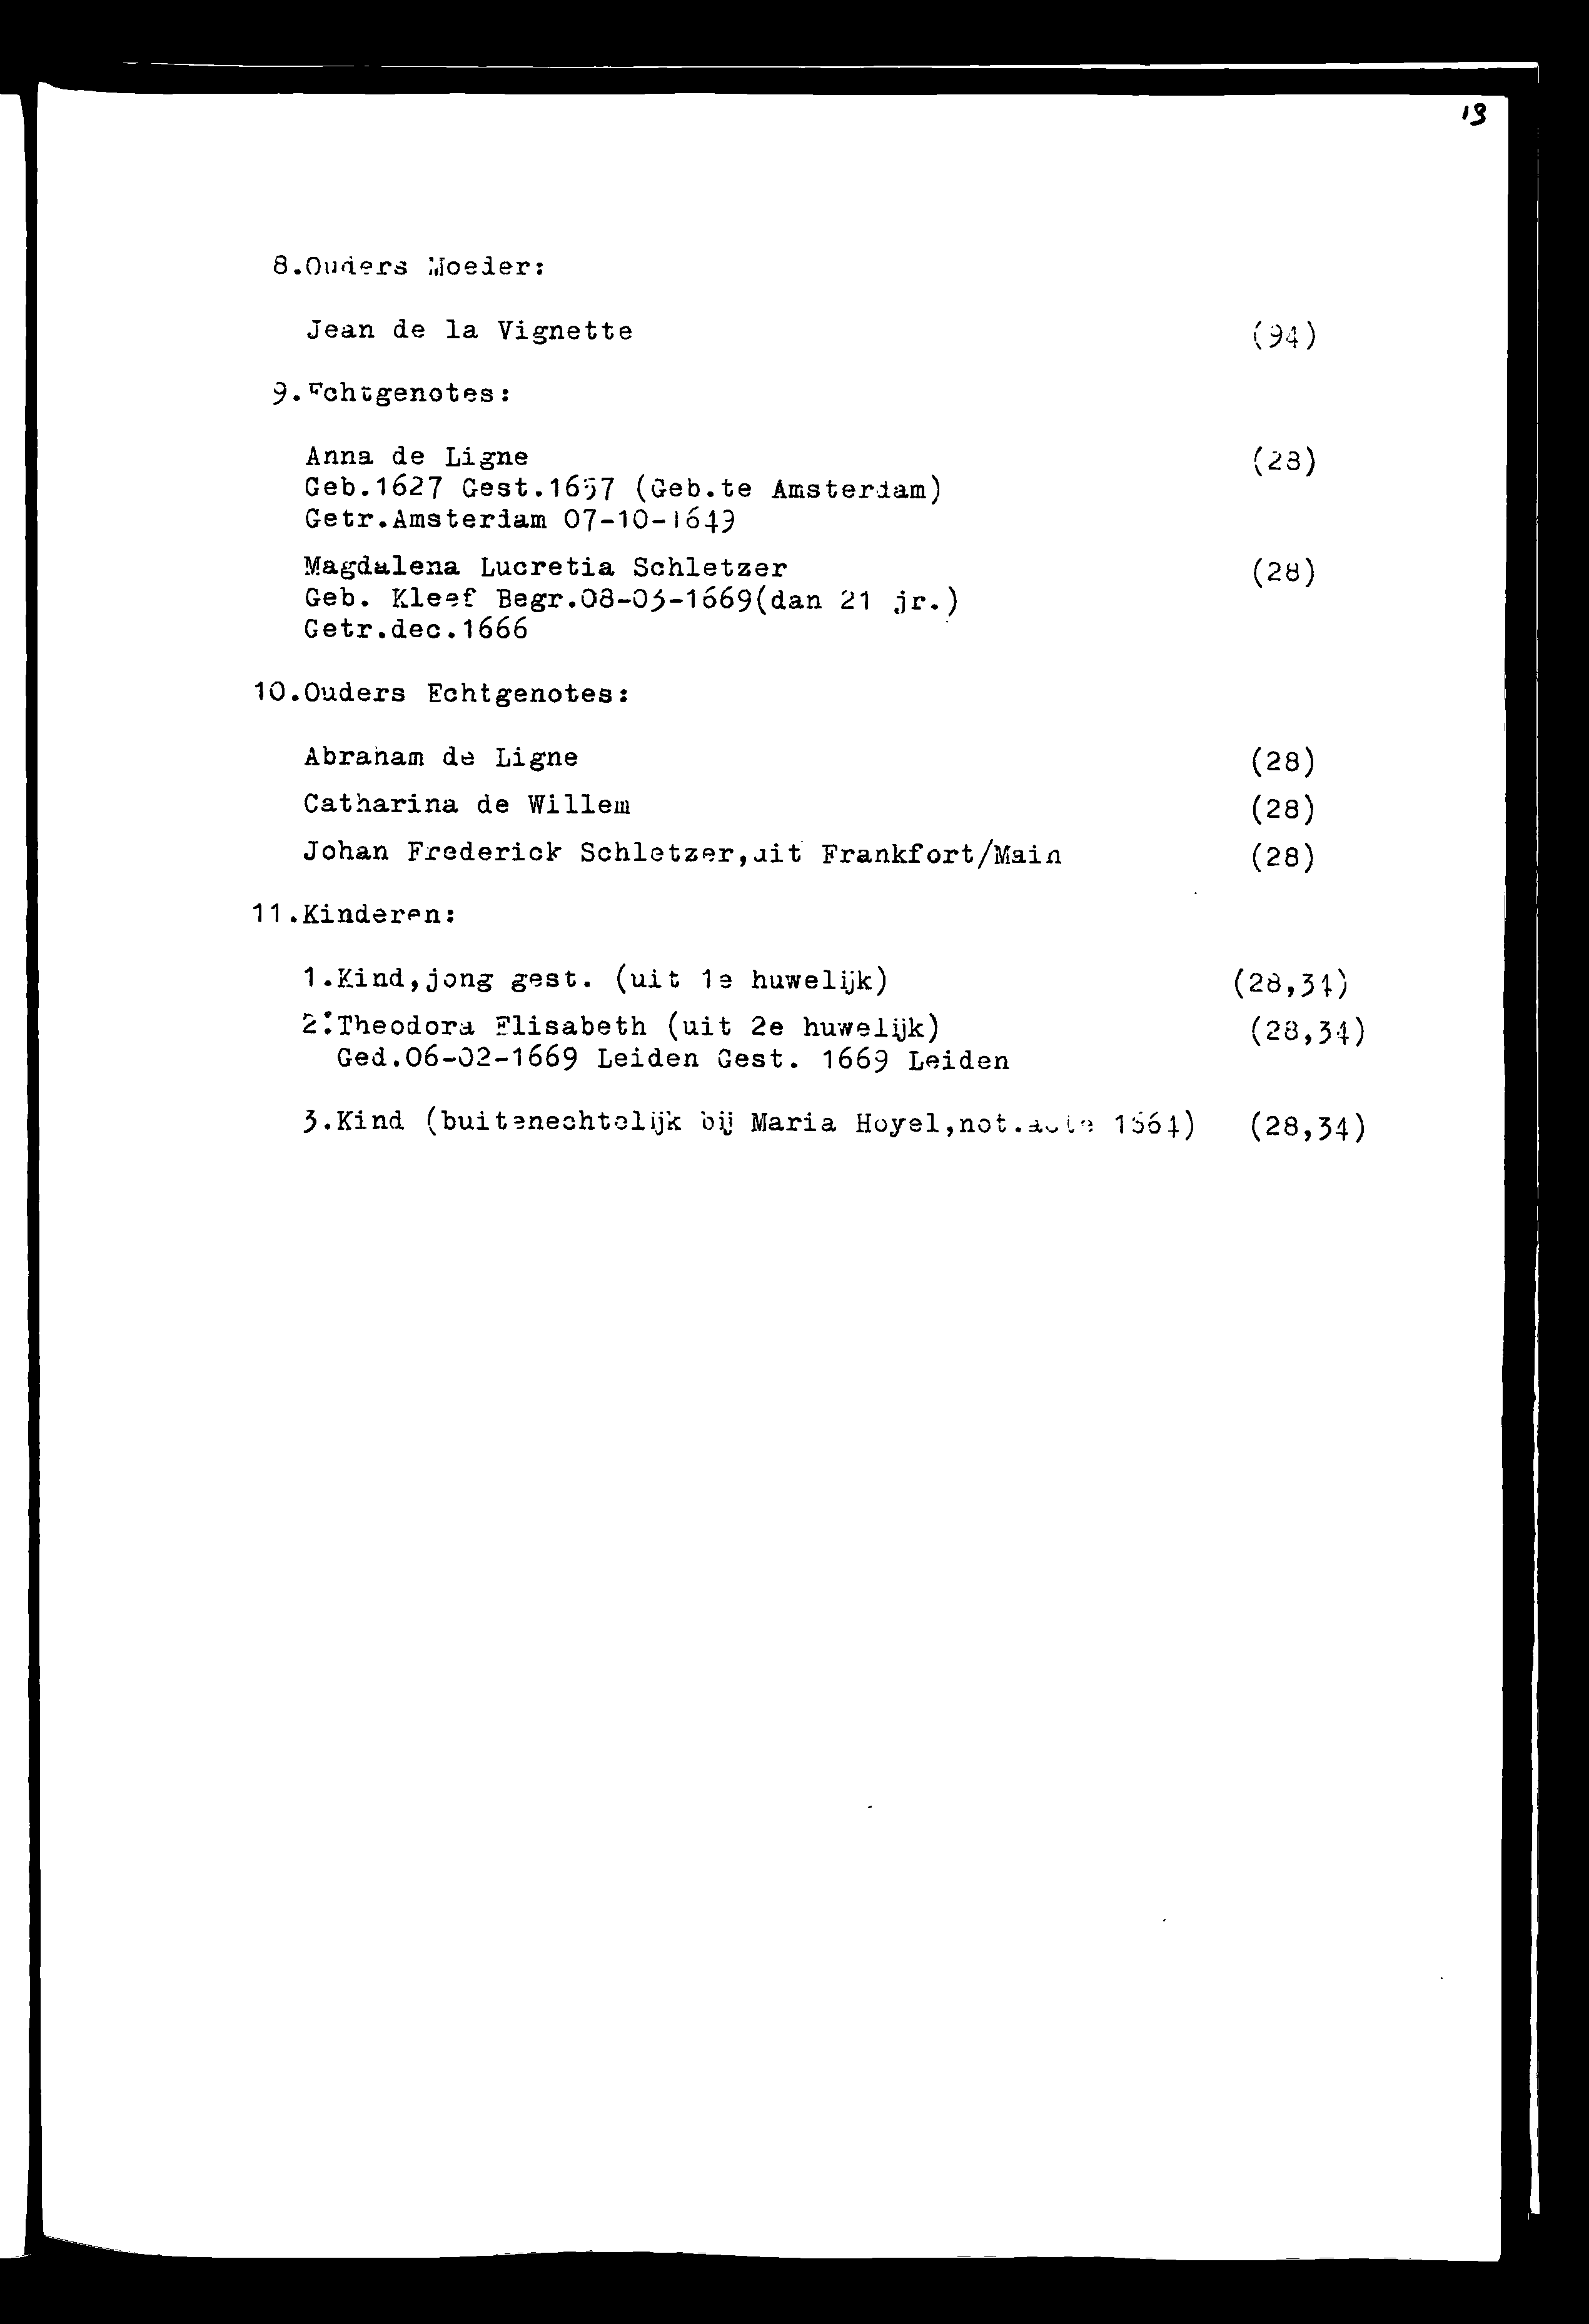 13
8.Ouders Moeder:
Jean de la Vignette (94)
9.Echtgenotes:
Anna de Ligne (28)
Geb.1627 Gest.1657 (Geb.te Amsterdam)
Getr.Amsterdam 07-10-1649
Magdalena Lucretia Schletzer (28)
Geb. Kleef Begr.08-03-1669(dan 21 jr.)
Getr.dec.1666
10.Ouders Echtgenotes:
Abraham de Ligne (28)
Catharina de Willem (28)
Johan Frederick Schletzer,uit Frankfort/Main (28)
11.Kinderen:
1.Kind,jong gest. (uit 1e huwelijk) (28,34)
2.Theodora Elisabeth (uit 2e huwelijk) (28,34)
Ged.06-02-1669 Leiden Gest. 1669 Leiden
3.Kind (buitenechtelijk bij Maria Hoyel,not.acte 1664) (28,34)